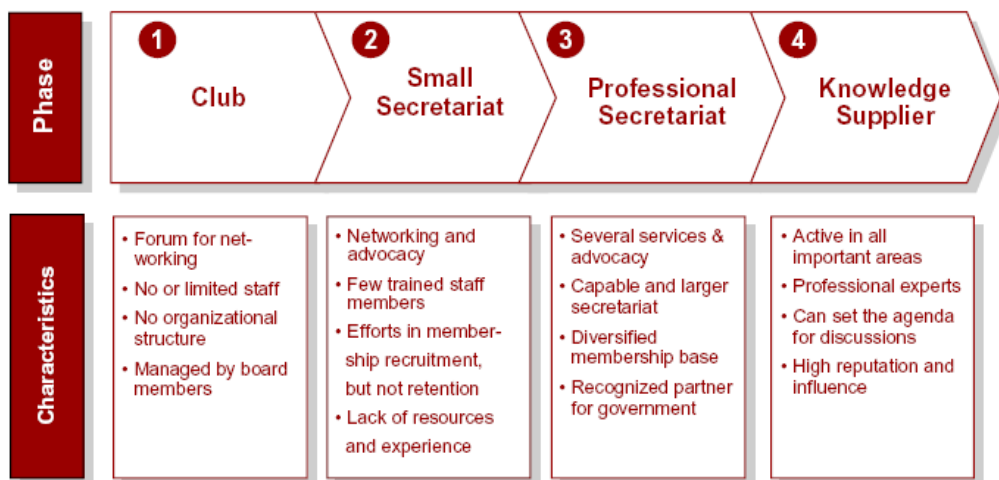 Phase
1
Club
2
Small
Secretariat
3
Professional
Secretariat
4
Knowledge
Supplier
Characteristics
• Forum for net-
working
• No or limited staff
• No organizational
structure
• Managed by board
members
• Networking and
advocacy
• Few trained staff
members
• Efforts in member-
ship recruitment,
but not retention
• Lack of resources
and experience
• Several services &
advocacy
• Capable and larger
secretariat
• Diversified
membership base
• Recognized partner
for government
• Active in all
important areas
• Professional experts
• Can set the agenda
for discussions
• High reputation and
influence